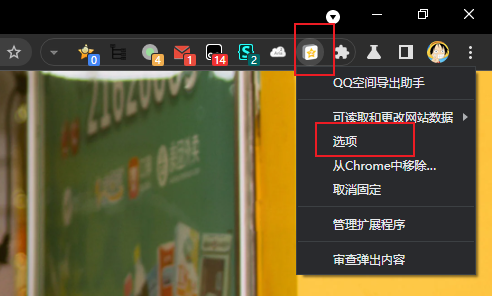 0
4
1
14
2
QQ空间导出助手
可读取和更改网站数据
选项
从Chrome中移除...
取消固定
管理扩展程序
审查弹出内容